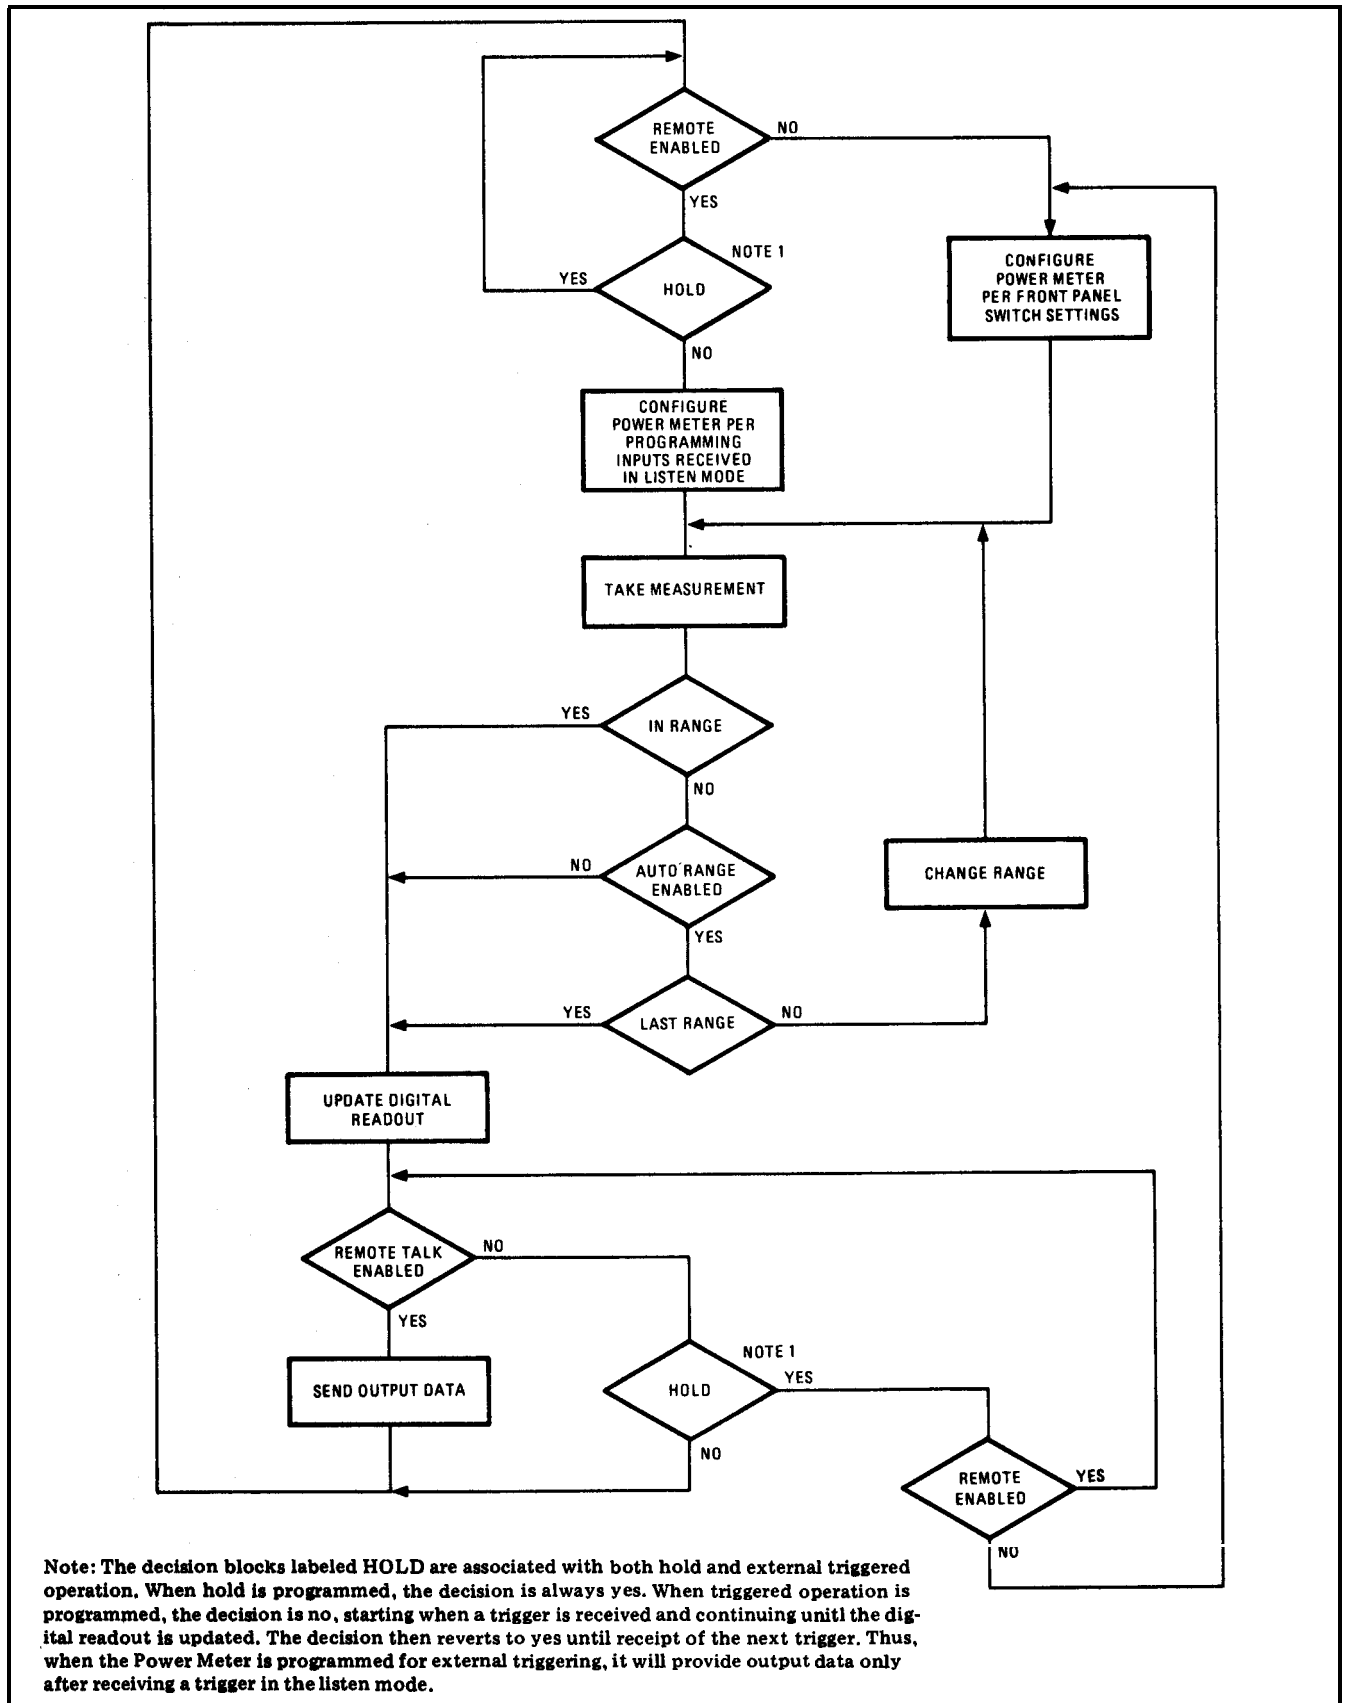 REMOTE
ENABLED
NO
YES
NOTE 1
HOLD
YES
NO
CONFIGURE
POWER METER
PER FRONT PANEL
SWITCH SETTINGS
CONFIGURE
POWER METER PER
PROGRAMMING
INPUTS RECEIVED
IN LISTEN MODE
TAKE MEASUREMENT
YES
IN RANGE
NO
NO
AUTO RANGE
ENABLED
YES
CHANGE RANGE
YES
LAST RANGE
NO
UPDATE DIGITAL
READOUT
REMOTE TALK
ENABLED
NO
YES
SEND OUTPUT DATA
NOTE 1
HOLD
YES
NO
REMOTE
ENABLED
YES
NO
Note: The decision blocks labeled HOLD are associated with both hold and external triggered
operation. When hold is programmed, the decision is always yes. When triggered operation is
programmed, the decision is no, starting when a trigger is received and continuing unitl the dig-
ital readout is updated. The decision then reverts to yes until receipt of the next trigger. Thus,
when the Power Meter is programmed for external triggering, it will provide output data only
after receiving a trigger in the listen mode.